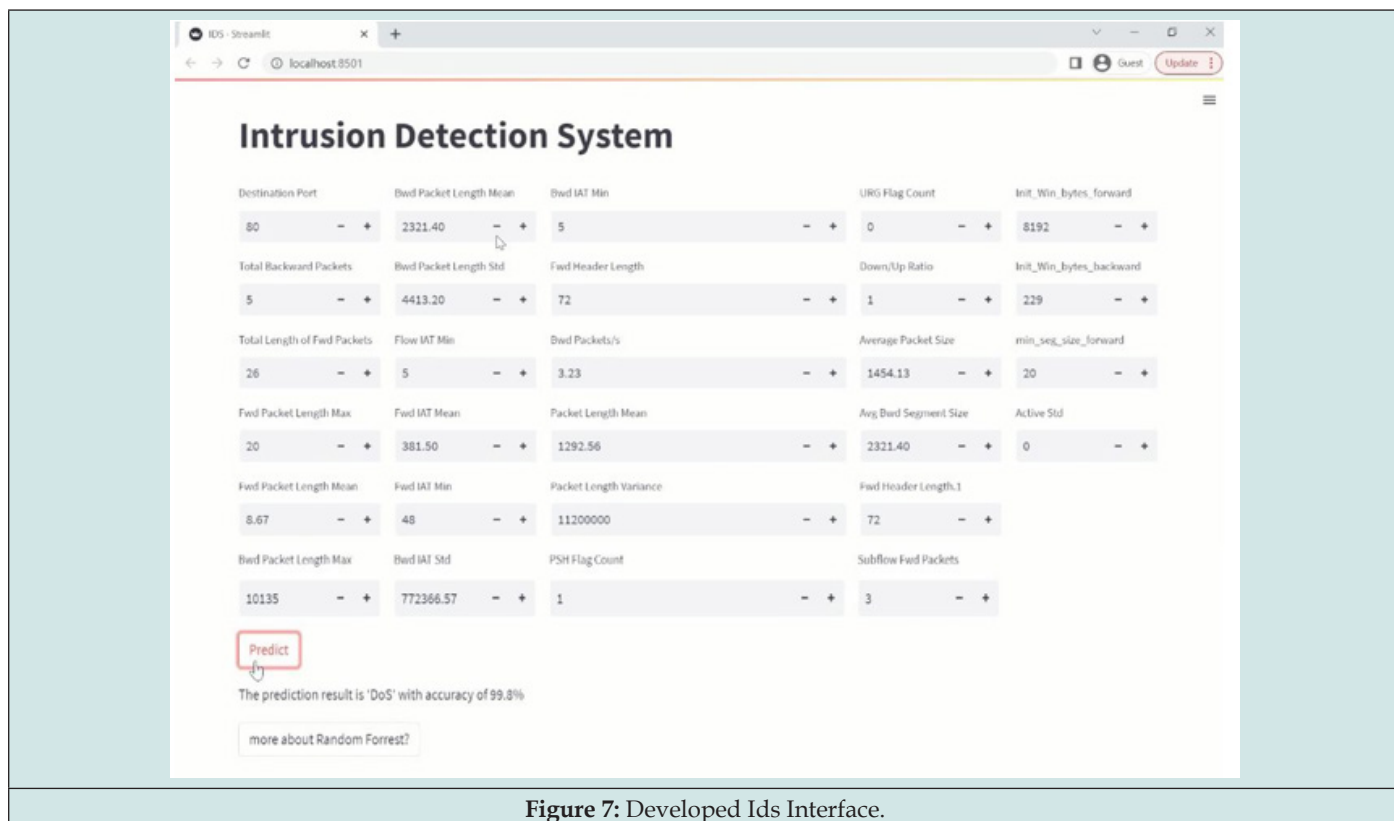 IDS - Streamlit
localhost:8501
Guest
Update
Intrusion Detection System
Destination Port Bwd Packet Length Mean Bwd IAT Min URG Flag Count Init_Win_bytes_forward
80 - + 2321.40 - + 5 - + 0 - + 8192 - +
Total Backward Packets Bwd Packet Length Std Fwd Header Length Down/Up Ratio Init_Win_bytes_backward
5 - + 4413.20 - + 72 - + 1 - + 229 - +
Total Length of Fwd Packets Flow IAT Min Bwd Packets/s Average Packet Size min_seg_size_forward
26 - + 5 - + 3.23 - + 1454.13 - + 20 - +
Fwd Packet Length Max Fwd IAT Mean Packet Length Mean Avg Bwd Segment Size Active Std
20 - + 381.50 - + 1292.56 - + 2321.40 - + 0 - +
Fwd Packet Length Mean Fwd IAT Min Packet Length Variance Fwd Header Length.1
8.67 - + 48 - + 11200000 - + 72 - +
Bwd Packet Length Max Bwd IAT Std PSH Flag Count Subflow Fwd Packets
10135 - + 772366.57 - + 1 - + 3 - +
Predict
The prediction result is 'DoS' with accuracy of 99.8%
more about Random Forrest?
Figure 7: Developed Ids Interface.